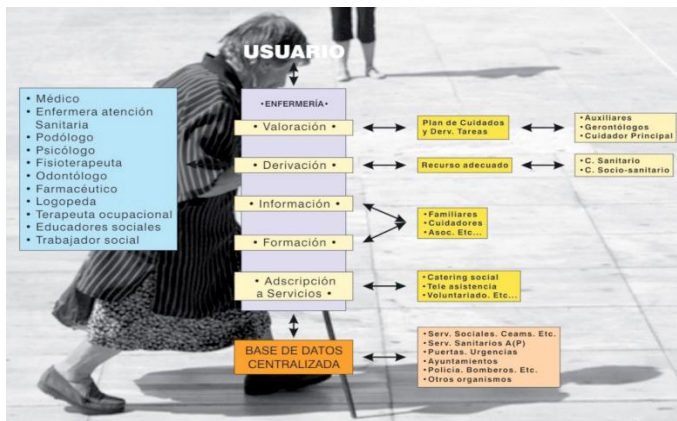 USUARIO
• Médico
• Enfermera atención
Sanitaria
• Podólogo
• Psicólogo
• Fisioterapeuta
• Odontólogo
• Farmacéutico
• Logopeda
• Terapeuta ocupacional
• Educadores sociales
• Trabajador social
• ENFERMERÍA •
• Valoración •
• Derivación •
• Información •
• Formación •
• Adscripción
a Servicios •
BASE DE DATOS
CENTRALIZADA
Plan de Cuidados
y Derv. Tareas
Recurso adecuado
• Familiares
• Cuidadores
• Asoc. Etc...
• Catering social
• Tele asistencia
• Voluntariado. Etc...
• Serv. Sociales. Ceams. Etc.
• Serv. Sanitarios A(P)
• Puertas. Urgencias
• Ayuntamientos
• Policía. Bomberos. Etc.
• Otros organismos
• Auxiliares
• Gerontólogos
• Cuidador Principal
• C. Sanitario
• C. Socio-sanitario